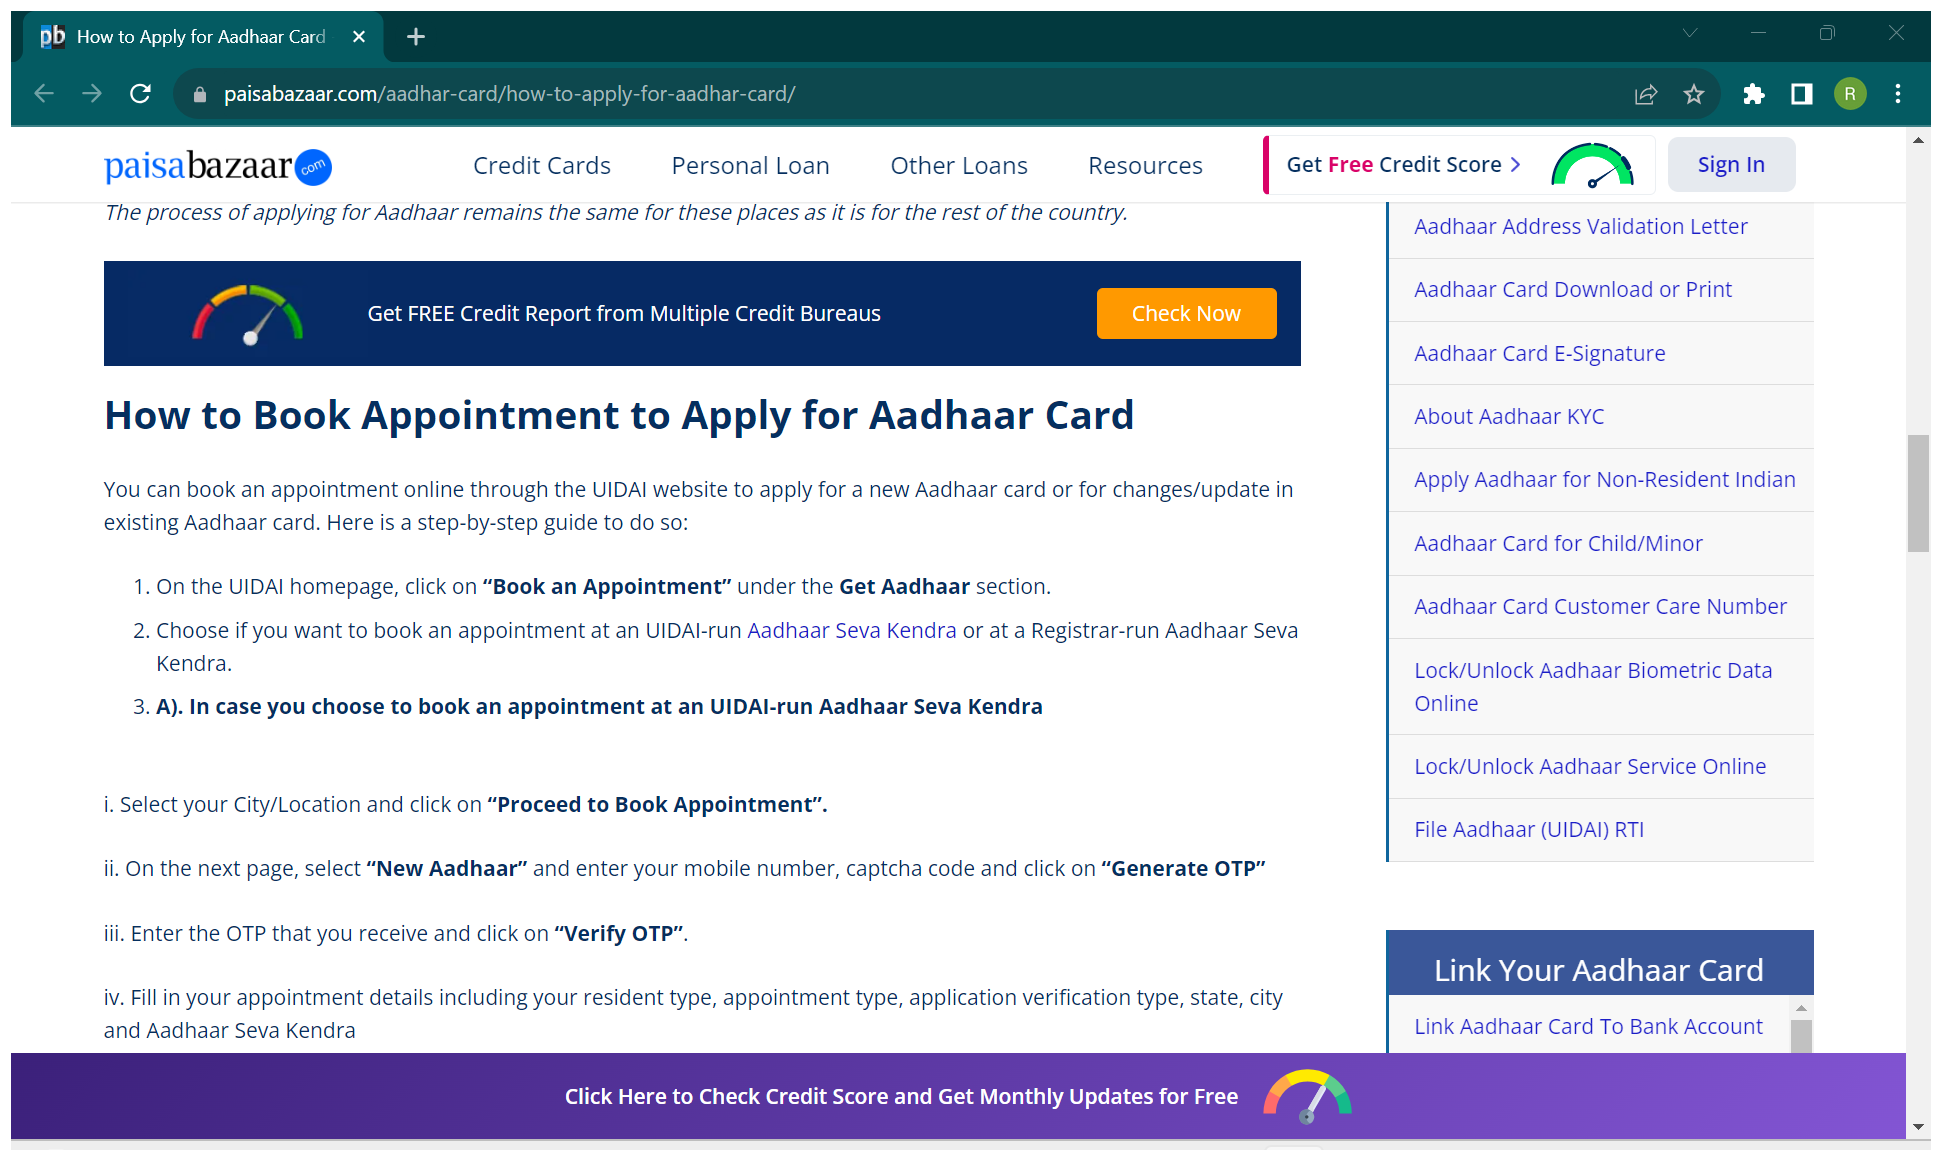 pb How to Apply for Aadhaar Card
paisabazaar.com/aadhar-card/how-to-apply-for-aadhar-card/
R
paisabazaar com
Credit Cards
Personal Loan
Other Loans
Resources
Get Free Credit Score >
Sign In
The process of applying for Aadhaar remains the same for these places as it is for the rest of the country.
Get FREE Credit Report from Multiple Credit Bureaus
Check Now
How to Book Appointment to Apply for Aadhaar Card
You can book an appointment online through the UIDAI website to apply for a new Aadhaar card or for changes/update in
existing Aadhaar card. Here is a step-by-step guide to do so:
1. On the UIDAI homepage, click on “Book an Appointment” under the Get Aadhaar section.
2. Choose if you want to book an appointment at an UIDAI-run Aadhaar Seva Kendra or at a Registrar-run Aadhaar Seva
Kendra.
3. A). In case you choose to book an appointment at an UIDAI-run Aadhaar Seva Kendra
i. Select your City/Location and click on “Proceed to Book Appointment”.
ii. On the next page, select “New Aadhaar” and enter your mobile number, captcha code and click on “Generate OTP”
iii. Enter the OTP that you receive and click on “Verify OTP”.
iv. Fill in your appointment details including your resident type, appointment type, application verification type, state, city
and Aadhaar Seva Kendra
Aadhaar Address Validation Letter
Aadhaar Card Download or Print
Aadhaar Card E-Signature
About Aadhaar KYC
Apply Aadhaar for Non-Resident Indian
Aadhaar Card for Child/Minor
Aadhaar Card Customer Care Number
Lock/Unlock Aadhaar Biometric Data
Online
Lock/Unlock Aadhaar Service Online
File Aadhaar (UIDAI) RTI
Link Your Aadhaar Card
Link Aadhaar Card To Bank Account
Click Here to Check Credit Score and Get Monthly Updates for Free